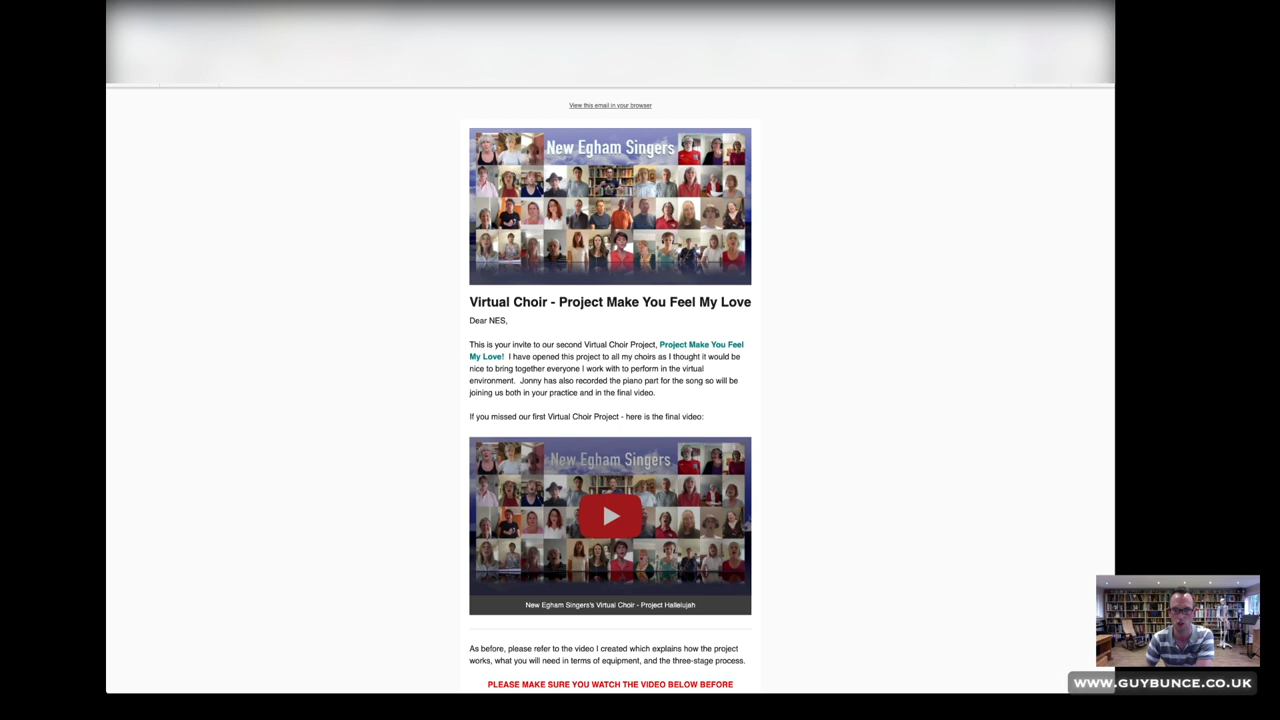 View this email in your browser
New Egham Singers
Virtual Choir - Project Make You Feel My Love
Dear NES,
This is your invite to our second Virtual Choir Project, Project Make You Feel
My Love! I have opened this project to all my choirs as I thought it would be
nice to bring together everyone I work with to perform in the virtual
environment. Jonny has also recorded the piano part for the song so will be
joining us both in your practice and in the final video.
If you missed our first Virtual Choir Project - here is the final video:
New Egham Singers
New Egham Singers's Virtual Choir - Project Hallelujah
As before, please refer to the video I created which explains how the project
works, what you will need in terms of equipment, and the three-stage process.
PLEASE MAKE SURE YOU WATCH THE VIDEO BELOW BEFORE
WWW.GUYBUNCE.CO.UK